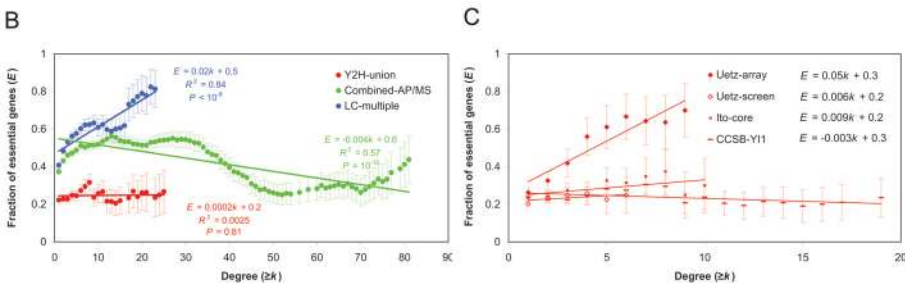 B
Fraction of essential genes (E)
1
0.8
0.6
0.4
0.2
0
0
10
20
30
40
50
60
70
80
90
Degree (≥k)
E = 0.02k + 0.5
R² = 0.84
P < 10⁻⁸
Y2H-union
Combined-AP/MS
LC-multiple
E = -0.004k + 0.6
R² = 0.57
E = 0.0002k + 0.2
R² = 0.0025
P = 0.81
C
Fraction of essential genes (E)
1
0.8
0.6
0.4
0.2
0
0
5
10
15
20
Degree (≥k)
Uetz-array E = 0.05k + 0.3
Uetz-screen E = 0.006k + 0.2
Ito-core E = 0.009k + 0.2
CCSB-YI1 E = -0.003k + 0.3